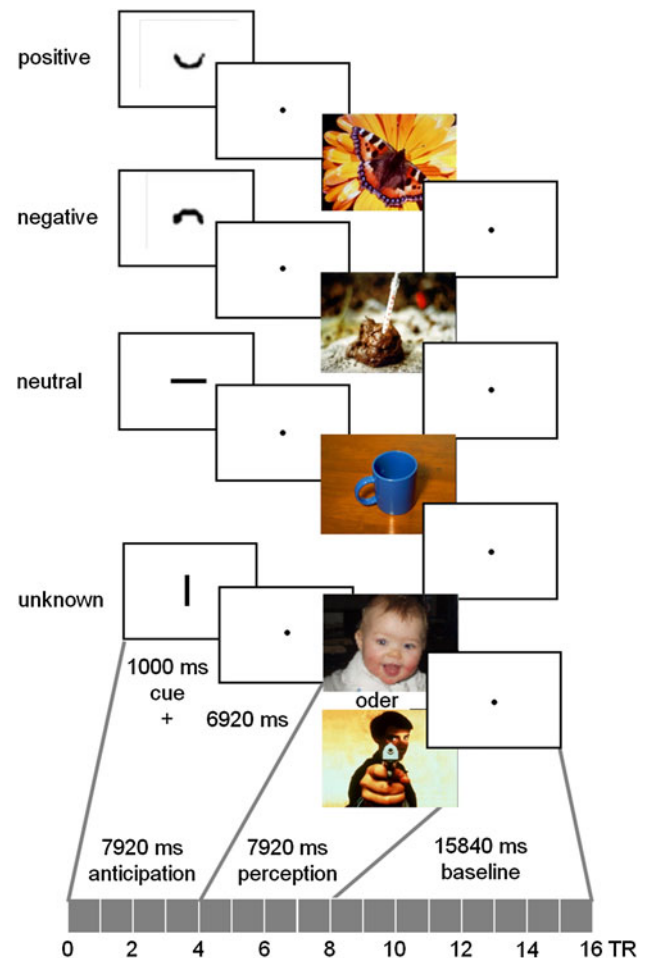 positive
negative
neutral
unknown
1000 ms
cue
+ 6920 ms
oder
7920 ms
anticipation
7920 ms
perception
15840 ms
baseline
0 2 4 6 8 10 12 14 16 TR